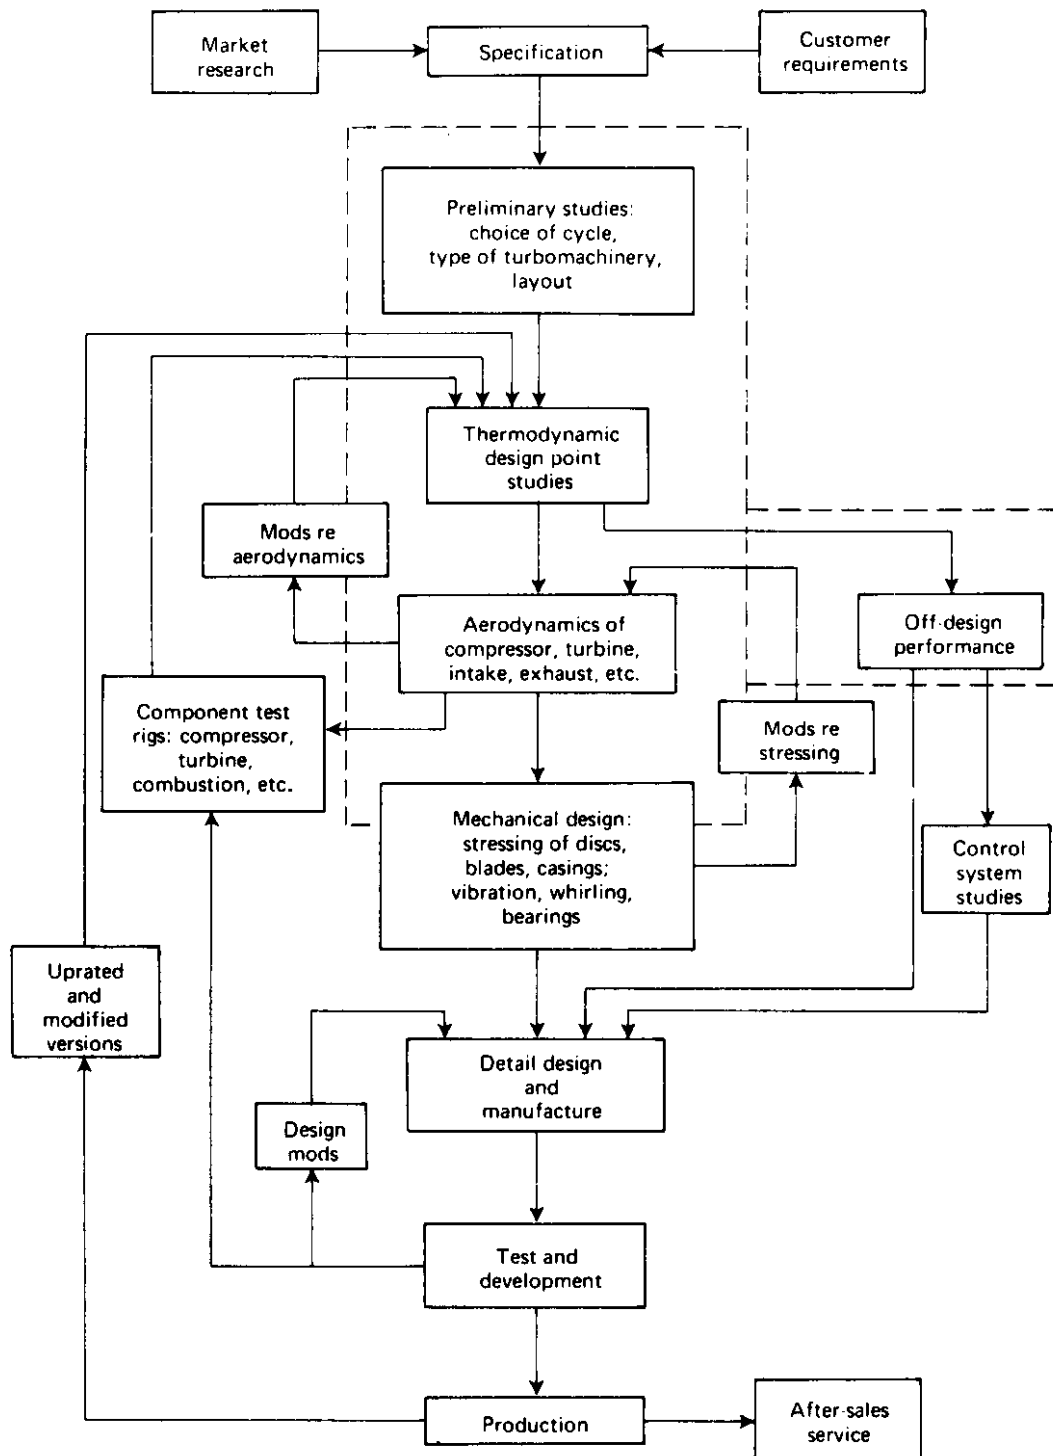 Market
research
Specification
Customer
requirements
Preliminary studies:
choice of cycle,
type of turbomachinery,
layout
Thermodynamic
design point
studies
Mods re
aerodynamics
Aerodynamics of
compressor, turbine,
intake, exhaust, etc.
Off-design
performance
Component test
rigs: compressor,
turbine,
combustion, etc.
Mods re
stressing
Mechanical design:
stressing of discs,
blades, casings;
vibration, whirling,
bearings
Control
system
studies
Uprated
and
modified
versions
Detail design
and
manufacture
Design
mods
Test and
development
Production
After-sales
service